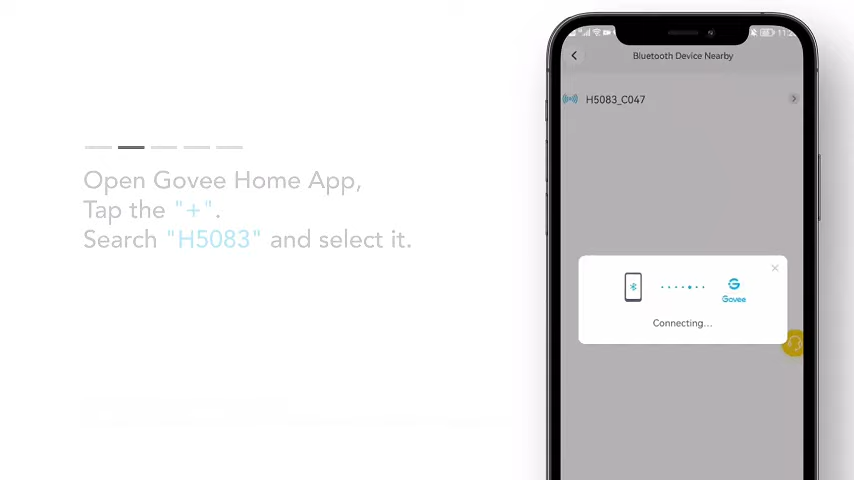 Open Govee Home App,
Tap the "+".
Search "H5083" and select it.
Bluetooth Device Nearby
H5083_C047
Govee
Connecting...